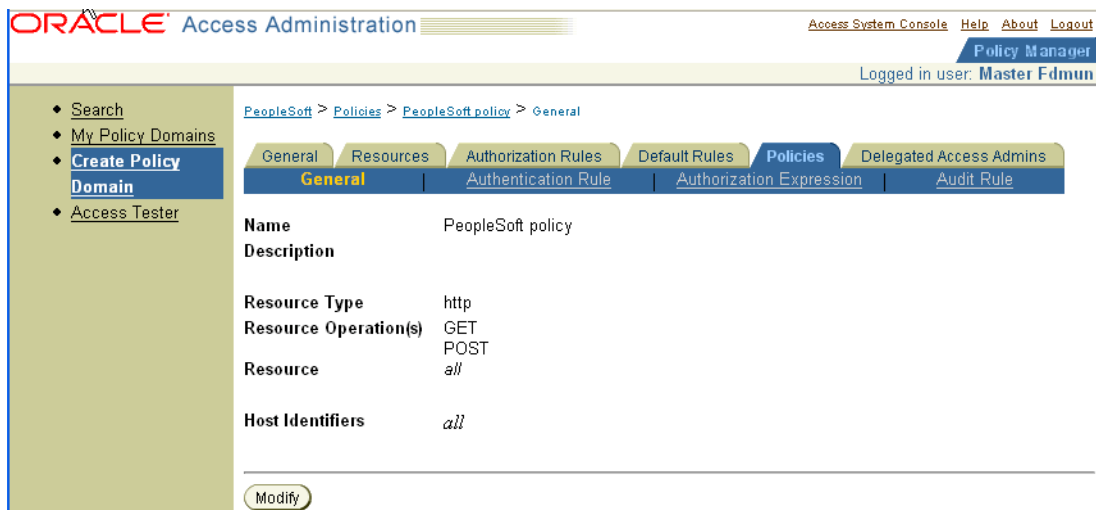 ORACLE Access Administration
Access System Console Help About Logout
Policy Manager
Logged in user: Master Fdmun
Search
My Policy Domains
Create Policy
Domain
Access Tester
PeopleSoft > Policies > PeopleSoft policy > General
General Resources Authorization Rules Default Rules Policies Delegated Access Admins
General | Authentication Rule | Authorization Expression | Audit Rule
Name PeopleSoft policy
Description
Resource Type http
Resource Operation(s) GET
POST
Resource all
Host Identifiers all
Modify